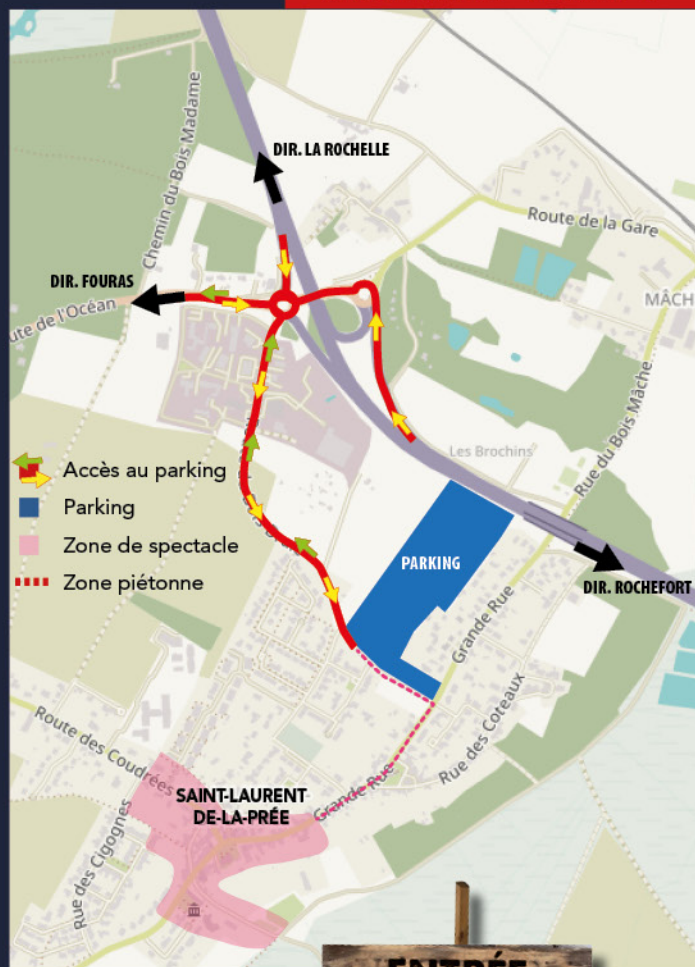 Chemin du Bois Madame
DIR. LA ROCHELLE
Route de la Gare
DIR. FOURAS
ute de l'Océan
MÂCH
Rue du Bois Mâche
Les Brochins
Accès au parking
Parking
Zone de spectacle
Zone piétonne
PARKING
DIR. ROCHEFORT
Grande Rue
Rue des Coteaux
Route des Coudrées
SAINT-LAURENT
DE-LA-PRÉE
Grande Rue
Rue des Cigognes
ENTRÉE